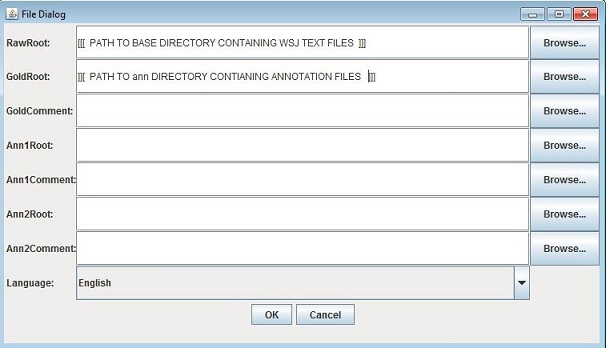 File Dialog
RawRoot: [[[ PATH TO BASE DIRECTORY CONTAINING WSJ TEXT FILES ]]] Browse...
GoldRoot: ]][ PATH TO ann DIRECTORY CONTIANING ANNOTATION FILES ]]] Browse...
GoldComment: Browse...
Ann1Root: Browse...
Ann1Comment: Browse...
Ann2Root: Browse...
Ann2Comment: Browse...
Language: English
OK Cancel